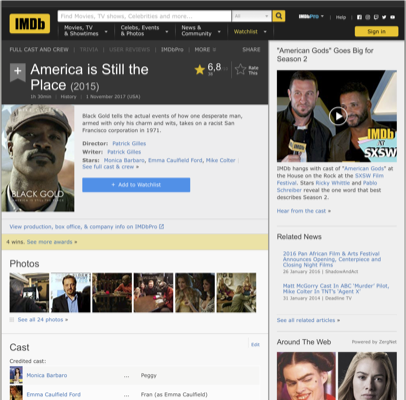 IMDb
Find Movies, TV shows, Celebrities and more...
All
IMDbPro
Help
Movies, TV
& Showtimes
Celebs, Events
& Photos
News &
Community
Watchlist
Sign in
FULL CAST AND CREW | TRIVIA | USER REVIEWS | IMDbPro | MORE
SHARE
America is Still the
Place (2015)
6,8
Rate
This
1h 36min | History | 1 November 2017 (USA)
BLACK GOLD
Black Gold tells the actual events of how one desperate man,
armed with only his charm and wits, takes on a racist San
Francisco corporation in 1971.
Director: Patrick Gilles
Writer: Patrick Gilles
Stars: Monica Barbaro, Emma Caulfield Ford, Mike Colter |
See full cast & crew »
+ Add to Watchlist
View production, box office, & company info on IMDbPro
4 wins. See more awards »
Photos
See all 24 photos »
Cast
Edit
Credited cast:
Monica Barbaro ... Peggy
Emma Caulfield Ford ... Fran (as Emma Caulfield)
"American Gods" Goes Big for
Season 2
IMDb
AT
SXSW
IMDb hangs with cast of "American Gods" at
the House on the Rock at the SXSW Film
Festival. Stars Ricky Whittle and Pablo
Schreiber reveal the one word that best
describes Season 2.
Hear from the cast »
Related News
2016 Pan African Film & Arts Festival
Announces Opening, Centerpiece and
Closing Night Films
26 January 2016 | ShadowAndAct
Matt McGorry Cast In ABC 'Murder' Pilot,
Mike Colter In TNT's 'Agent X'
31 January 2014 | Deadline TV
See all related articles »
Around The Web
Powered by ZergNet